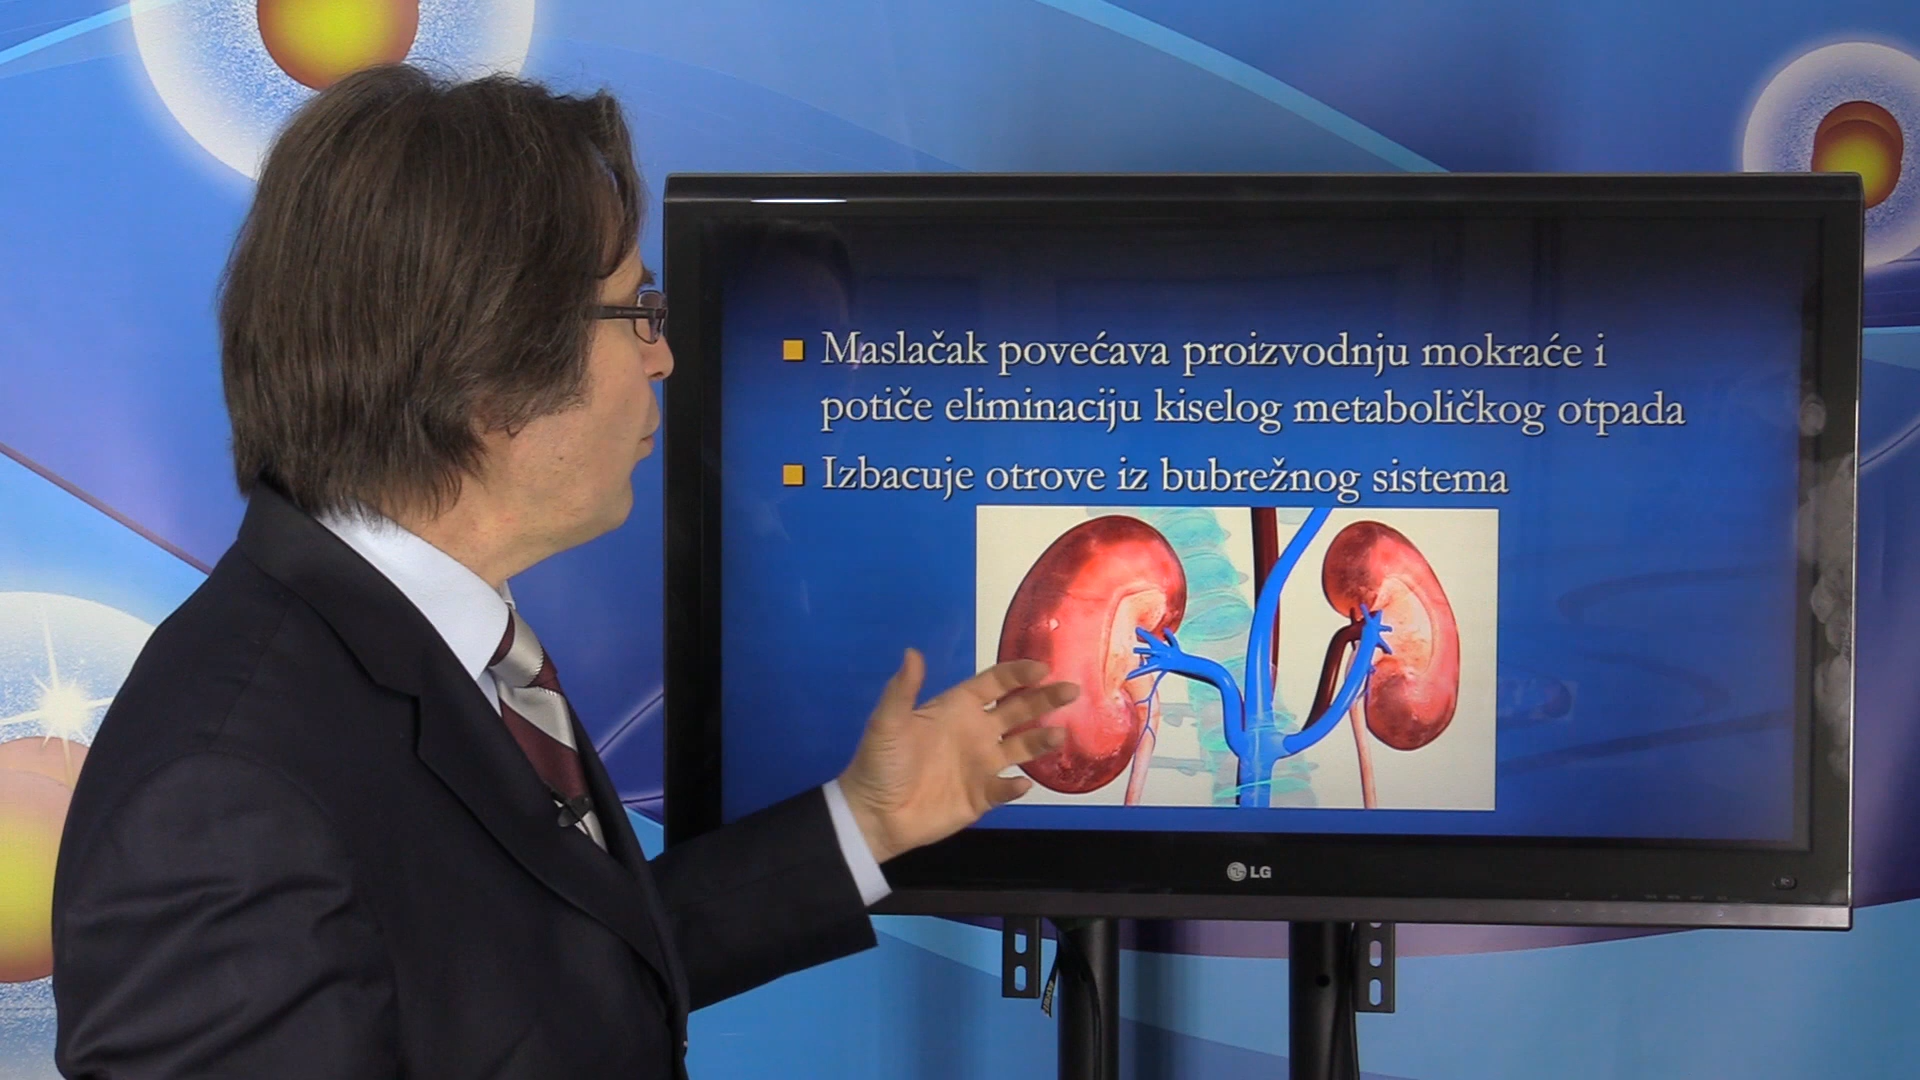 Maslačak povećava proizvodnju mokraće i
potiče eliminaciju kiselog metaboličkog otpada
Izbacuje otrove iz bubrežnog sistema
LG